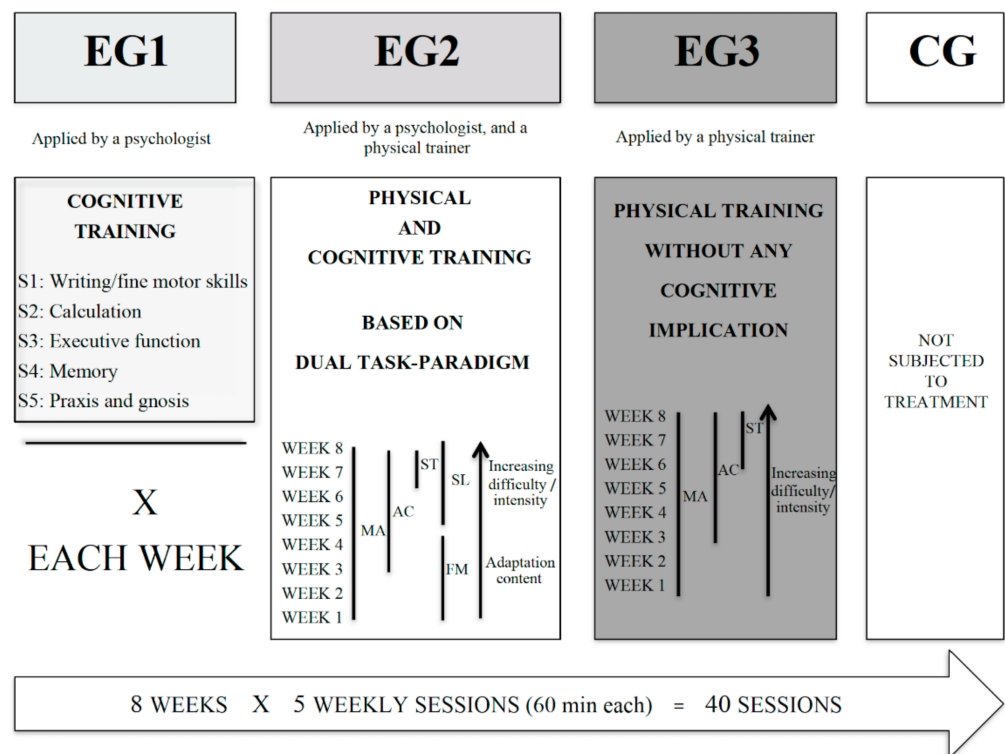 EG1
EG2
EG3
CG
Applied by a psychologist
Applied by a psychologist, and a
physical trainer
Applied by a physical trainer
COGNITIVE
TRAINING
S1: Writing/fine motor skills
S2: Calculation
S3: Executive function
S4: Memory
S5: Praxis and gnosis
X
EACH WEEK
PHYSICAL
AND
COGNITIVE TRAINING
BASED ON
DUAL TASK-PARADIGM
WEEK 8
WEEK 7
WEEK 6
WEEK 5
WEEK 4
WEEK 3
WEEK 2
WEEK 1
MA
AC
ST
SL
FM
Increasing
difficulty /
intensity
Adaptation
content
PHYSICAL TRAINING
WITHOUT ANY
COGNITIVE
IMPLICATION
WEEK 8
WEEK 7
WEEK 6
WEEK 5
WEEK 4
WEEK 3
WEEK 2
WEEK 1
MA
AC
ST
Increasing
difficulty/
intensity
NOT
SUBJECTED
TO
TREATMENT
8 WEEKS X 5 WEEKLY SESSIONS (60 min each) = 40 SESSIONS